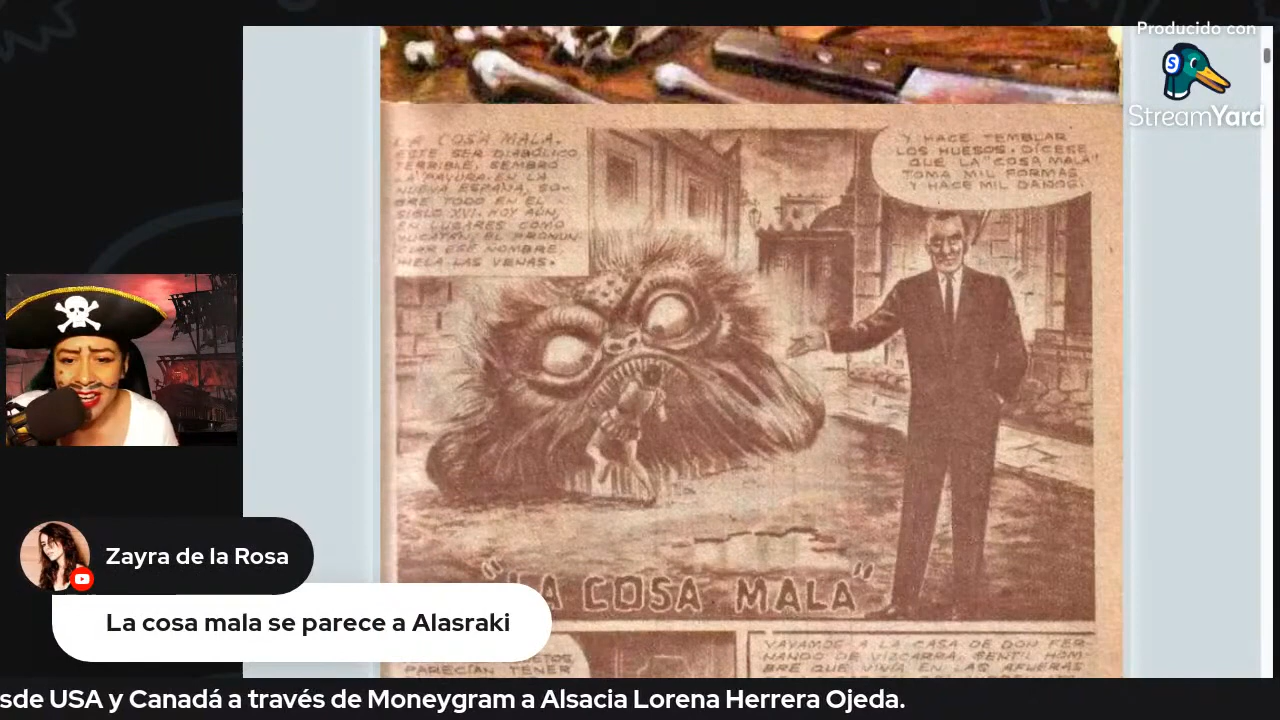 Producido con
StreamYard
LA COSA MALA.
ESTE SER DIABÓLICO,
TERRIBLE, SEMBRÓ
LA PAVURA EN LA
NUEVA ESPAÑA, SO-
BRE TODO EN EL
SIGLO XVI. HOY AÚN,
EN LUGARES COMO
YUCATÁN, EL PRONUN
CIAR ESE NOMBRE
HIELA LAS VENAS.
Y HACE TEMBLAR
LOS HUESOS. DÍCESE
QUE LA "COSA MALA"
TOMA MIL FORMAS
Y HACE MIL DAÑOS.
"LA COSA MALA"
PARECÍAN TENER
VAYAMOS A LA CASA DE DON FER-
NANDO DE VIZCARRA, GENTIL HOM-
BRE QUE VIVÍA EN LAS AFUERAS
Zayra de la Rosa
La cosa mala se parece a Alasraki
sde USA y Canadá a través de Moneygram a Alsacia Lorena Herrera Ojeda.